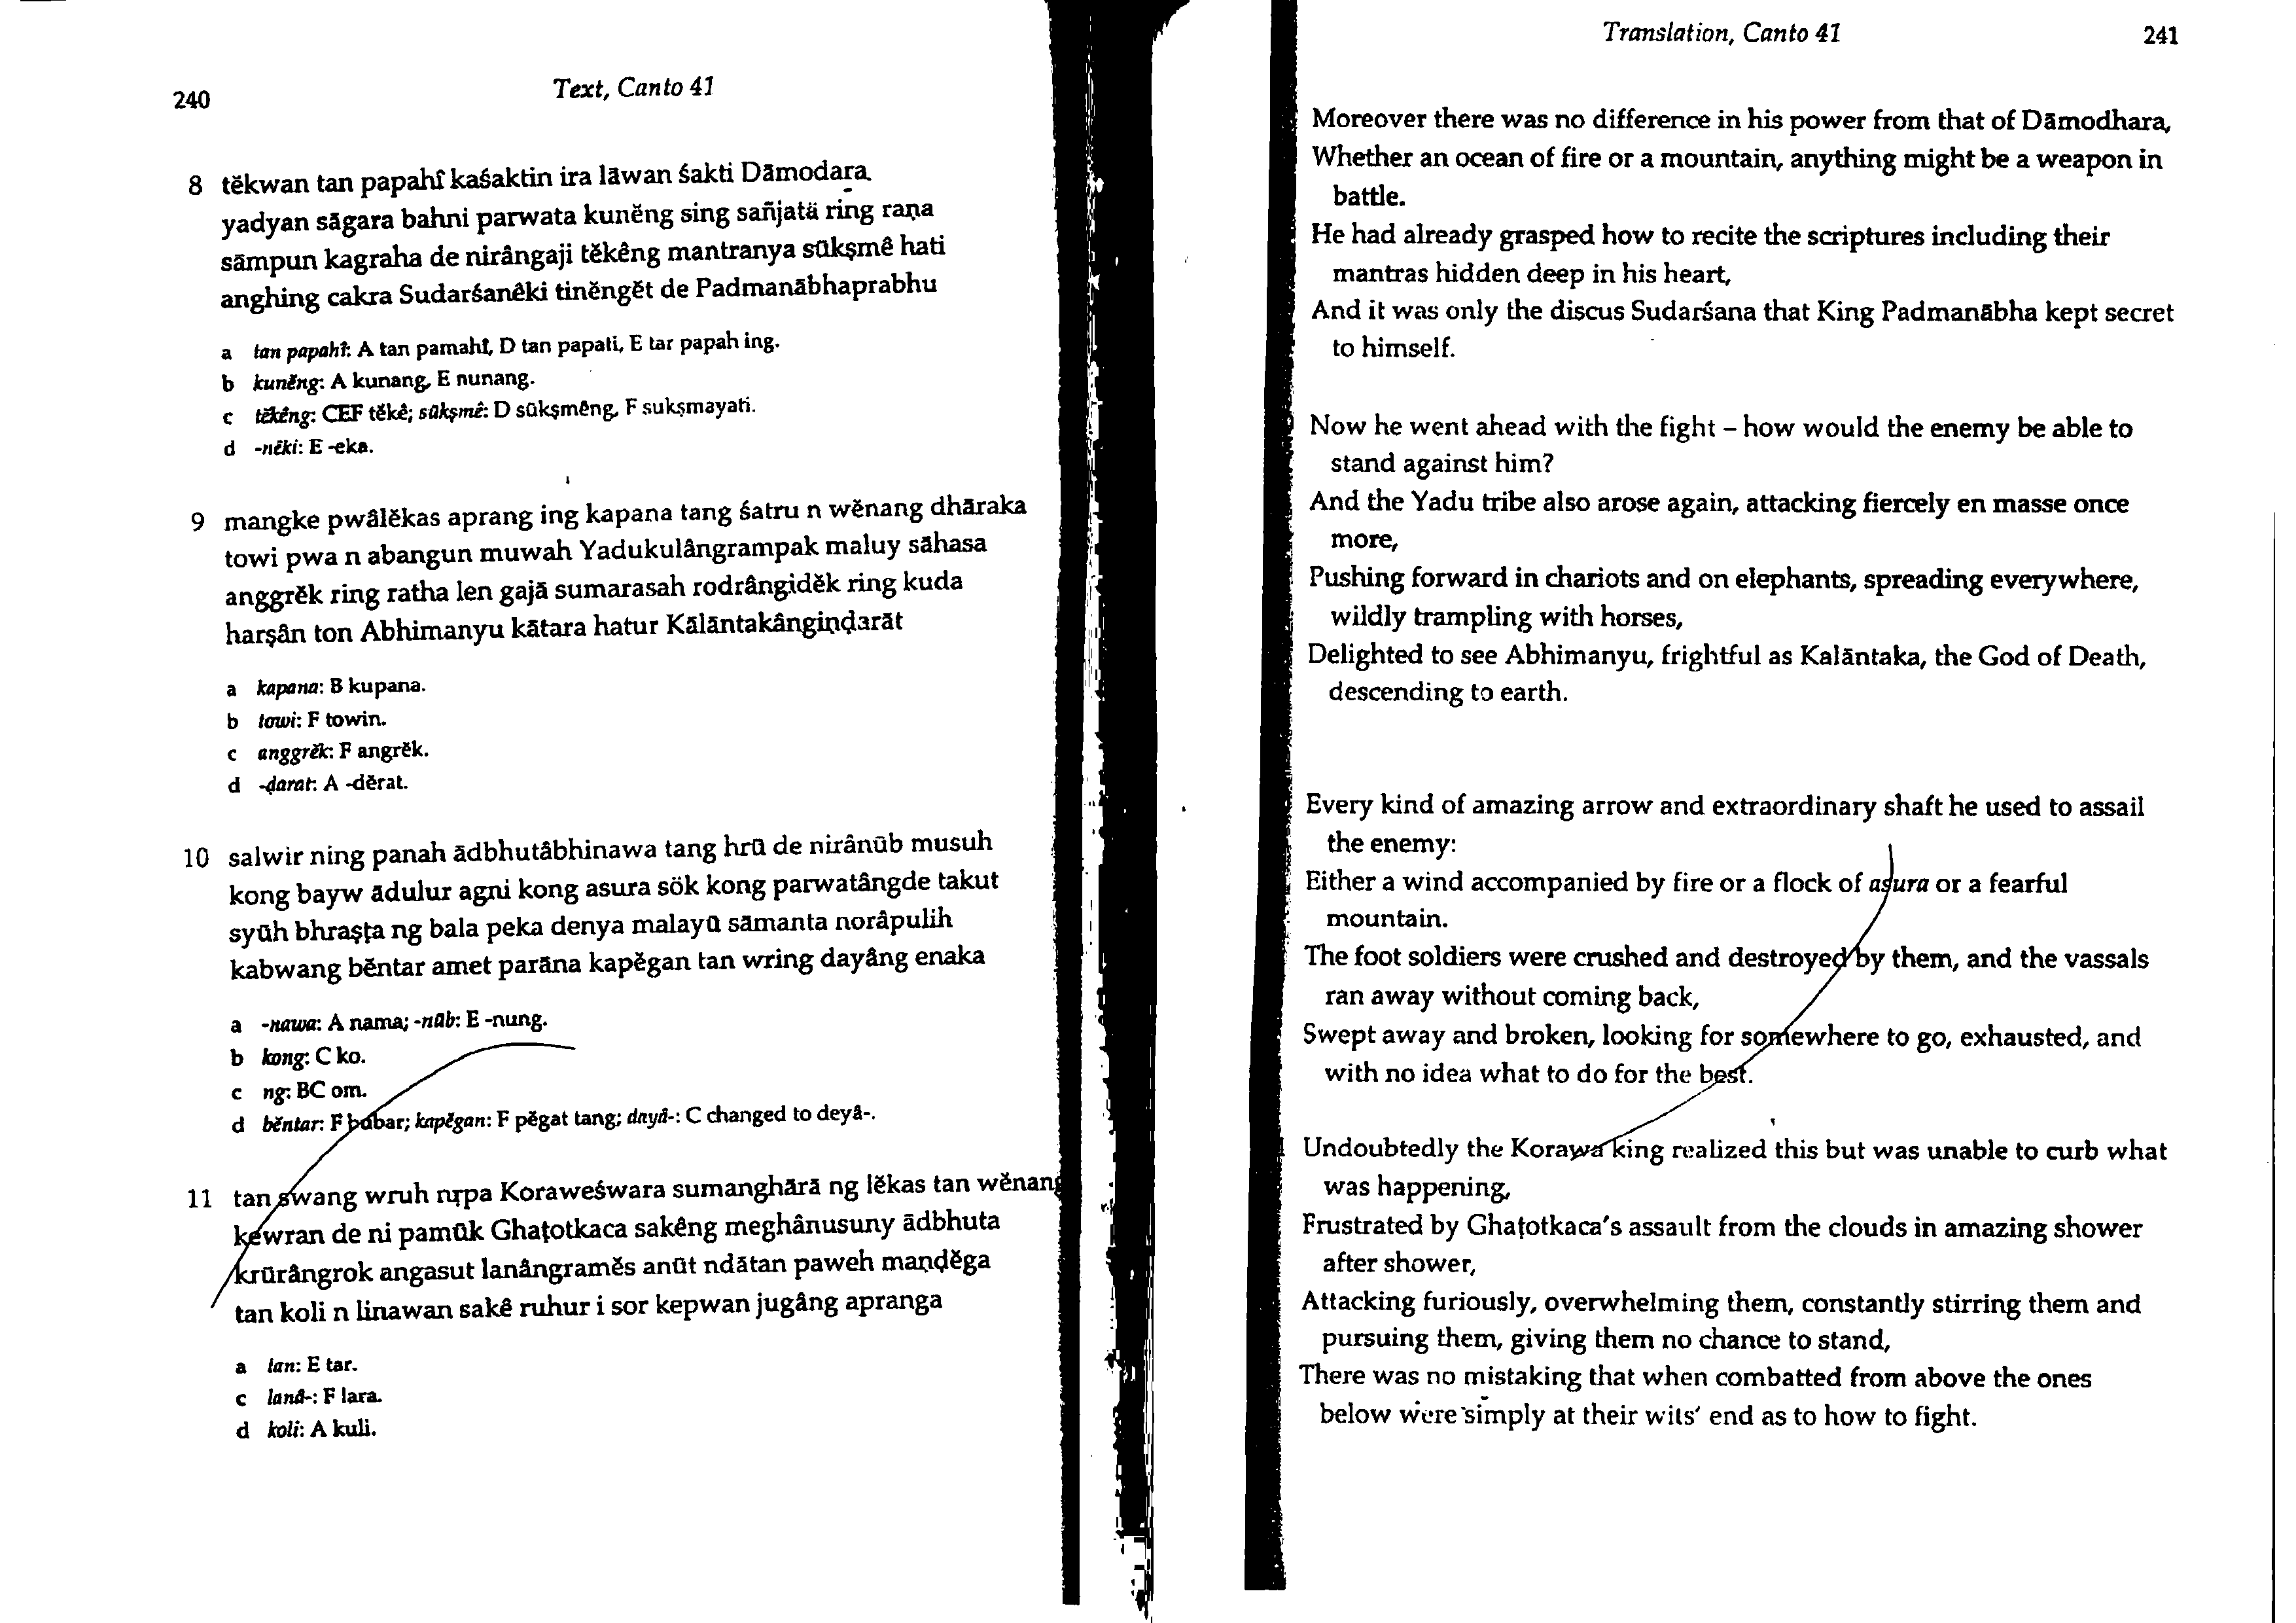 240
Text, Canto 41
8 tĕkwan tan papahî kaśaktin ira lāwan śakti Dāmodara
yadyan sāgara bahni parwata kunĕng sing sañjatā ring raṇa
sāmpun kagraha de nirângaji tĕkêng mantranya sūkṣmê hati
anghing cakra Sudarśanêki tinĕngĕt de Padmanābhaprabhu
a tan papahî: A tan pamahî, D tan papati, E tar papah ing.
b kunĕng: A kunang, E nunang.
c tĕkêng: CEF tĕkê; sūkṣmê: D sūkṣmêng, F sukṣmayati.
d -nêki: E -eka.
9 mangke pwâlĕkas aprang ing kapana tang śatru n wĕnang dhāraka
towi pwa n abangun muwah Yadukulângrampak maluy sāhasa
anggrĕk ring ratha len gajā sumarasah rodrângidĕk ring kuda
harṣân ton Abhimanyu kātara hatur Kālāntakângiṇḍarāt
a kapana: B kupana.
b towi: F towin.
c anggrĕk: F angrĕk.
d -ḍarat: A -dĕrat.
10 salwir ning panah ādbhutâbhinawa tang hrū de nirânūb musuh
kong bayw ādulur agni kong asura sök kong parwatângde takut
syūh bhraṣṭa ng bala peka denya malayū sāmanta norâpulih
kabwang bĕntar amet parāna kapĕgan tan wring dayâng enaka
a -nawa: A nama; -nūb: E -nung.
b kong: C ko.
c ng: BC om.
d bĕntar: F babar; kapĕgan: F pĕgat tang; dayâ-: C changed to deyâ-.
11 tan swang wruh nṛpa Koraweśwara sumanghārā ng lĕkas tan wĕnang
kewran de ni pamūk Ghaṭotkaca sakêng meghânusuny ādbhuta
krūrângrok angasut lanângramĕs anūt ndātan paweh maṇḍĕga
tan koli n linawan sakê ruhur i sor kepwan jugâng apranga
a tan: E tar.
c lanâ-: F lara.
d koli: A kuli.
Translation, Canto 41
241
Moreover there was no difference in his power from that of Dāmodhara,
Whether an ocean of fire or a mountain, anything might be a weapon in
battle.
He had already grasped how to recite the scriptures including their
mantras hidden deep in his heart,
And it was only the discus Sudarśana that King Padmanābha kept secret
to himself.
Now he went ahead with the fight – how would the enemy be able to
stand against him?
And the Yadu tribe also arose again, attacking fiercely en masse once
more,
Pushing forward in chariots and on elephants, spreading everywhere,
wildly trampling with horses,
Delighted to see Abhimanyu, frightful as Kalāntaka, the God of Death,
descending to earth.
Every kind of amazing arrow and extraordinary shaft he used to assail
the enemy:
Either a wind accompanied by fire or a flock of asura or a fearful
mountain.
The foot soldiers were crushed and destroyed by them, and the vassals
ran away without coming back,
Swept away and broken, looking for somewhere to go, exhausted, and
with no idea what to do for the best.
Undoubtedly the Korawa king realized this but was unable to curb what
was happening,
Frustrated by Ghaṭotkaca's assault from the clouds in amazing shower
after shower,
Attacking furiously, overwhelming them, constantly stirring them and
pursuing them, giving them no chance to stand,
There was no mistaking that when combatted from above the ones
below were simply at their wits' end as to how to fight.